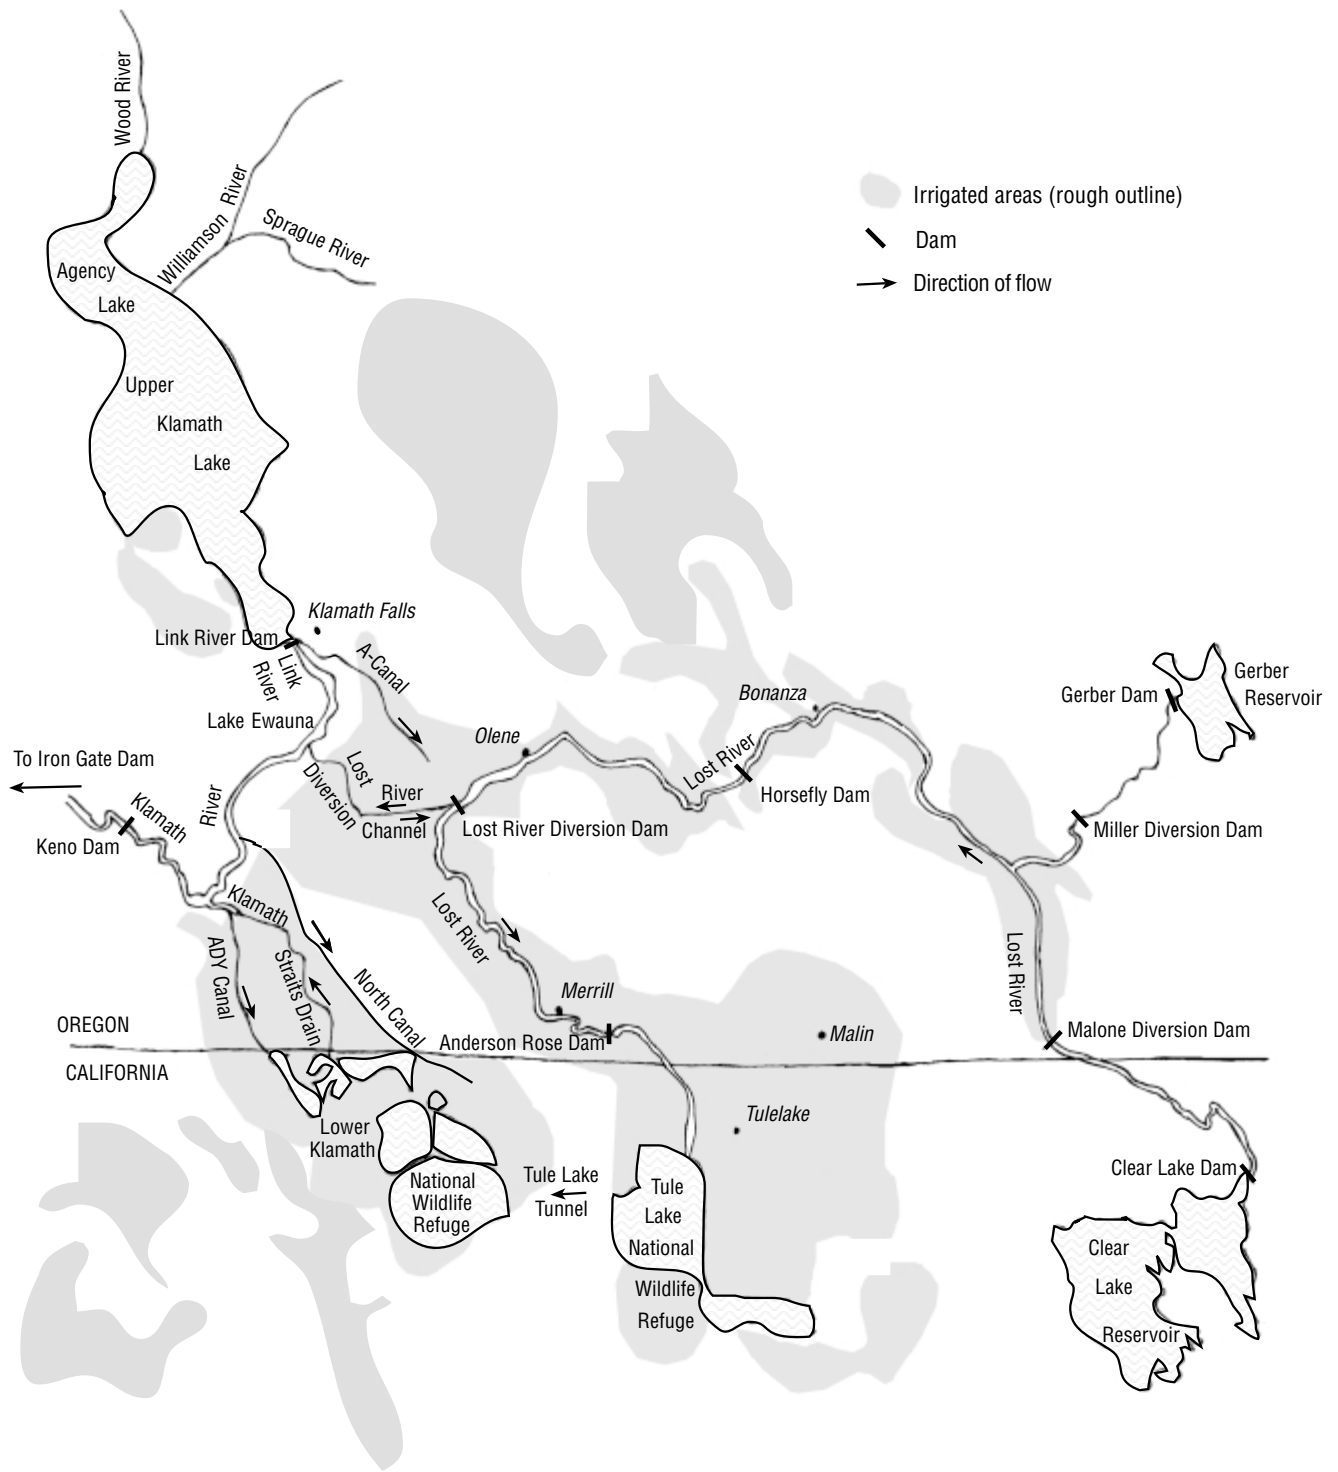 Wood River
Williamson River
Sprague River
Irrigated areas (rough outline)
Dam
Direction of flow
Agency
Lake
Upper
Klamath
Lake
Klamath Falls
Link River Dam
Link
River
A-Canal
Lake Ewauna
Gerber
Reservoir
Gerber Dam
Bonanza
Olene
To Iron Gate Dam
Lost
River
Diversion
Channel
Lost River
Horsefly Dam
Klamath
River
Keno Dam
Lost River Diversion Dam
Miller Diversion Dam
Klamath
Straits Drain
ADY Canal
North Canal
Lost River
Lost River
Merrill
Malin
OREGON
CALIFORNIA
Anderson Rose Dam
Malone Diversion Dam
Tulelake
Lower
Klamath
National
Wildlife
Refuge
Tule Lake
Tunnel
Tule
Lake
National
Wildlife
Refuge
Clear Lake Dam
Clear
Lake
Reservoir